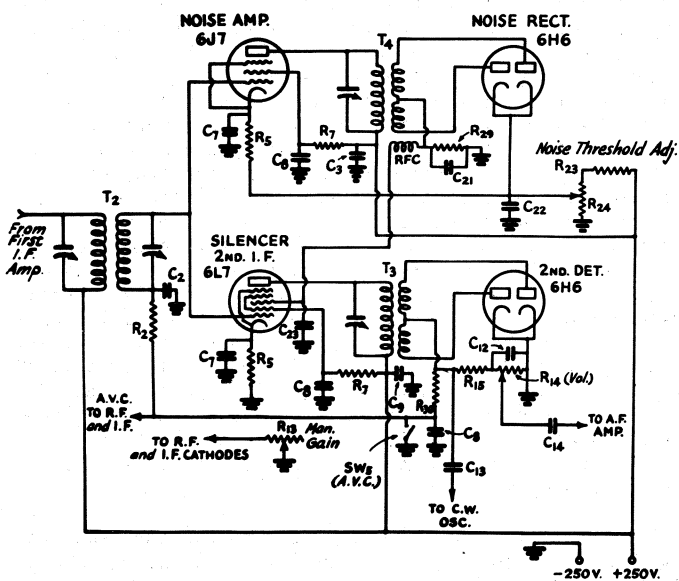 NOISE AMP.
6J7
NOISE RECT.
6H6
T4
C7
R5
C8
R7
C3
R29
RFC
C21
Noise Threshold Adj.
R23
R24
C22
T2
From
First
I.F.
Amp.
C2
R2
SILENCER
2ND. I.F.
6L7
T3
2ND. DET.
6H6
C23
C7
R5
C8
R7
C9
R30
C12
R15
R14 (Vol.)
A.V.C.
TO R.F.
and I.F.
R13
Man.
Gain
TO R.F.
and I.F. CATHODES
SW5
(A.V.C.)
C8
C13
C14
TO A.F.
AMP.
TO C.W.
OSC.
-250V. +250V.